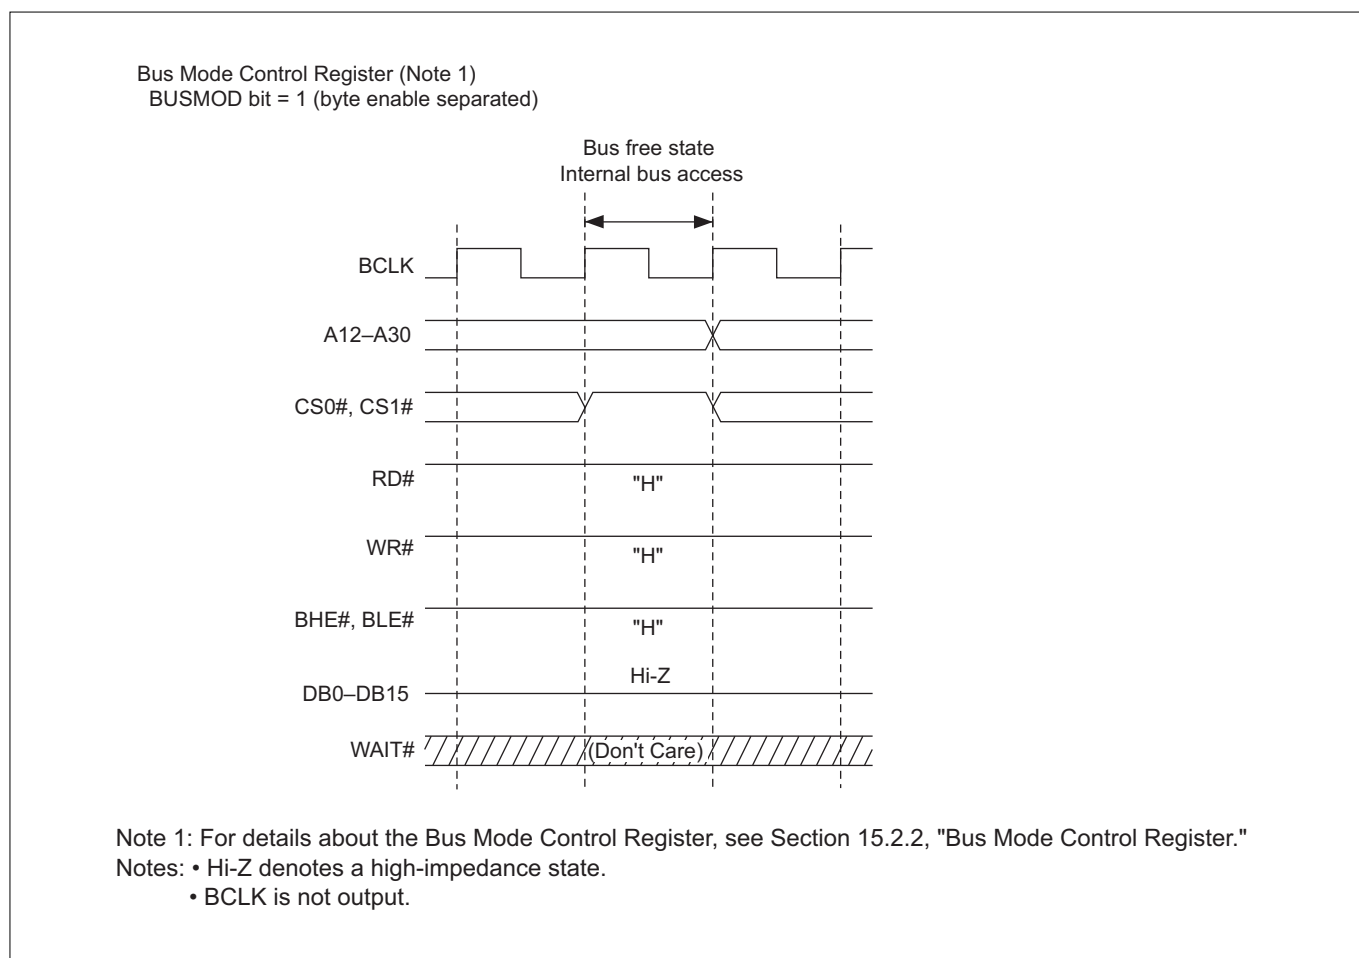 Bus Mode Control Register (Note 1)
BUSMOD bit = 1 (byte enable separated)
Bus free state
Internal bus access
BCLK
A12–A30
CS0#, CS1#
RD#
"H"
WR#
"H"
BHE#, BLE#
"H"
Hi-Z
DB0–DB15
WAIT#
(Don't Care)
Note 1: For details about the Bus Mode Control Register, see Section 15.2.2, "Bus Mode Control Register."
Notes: • Hi-Z denotes a high-impedance state.
• BCLK is not output.